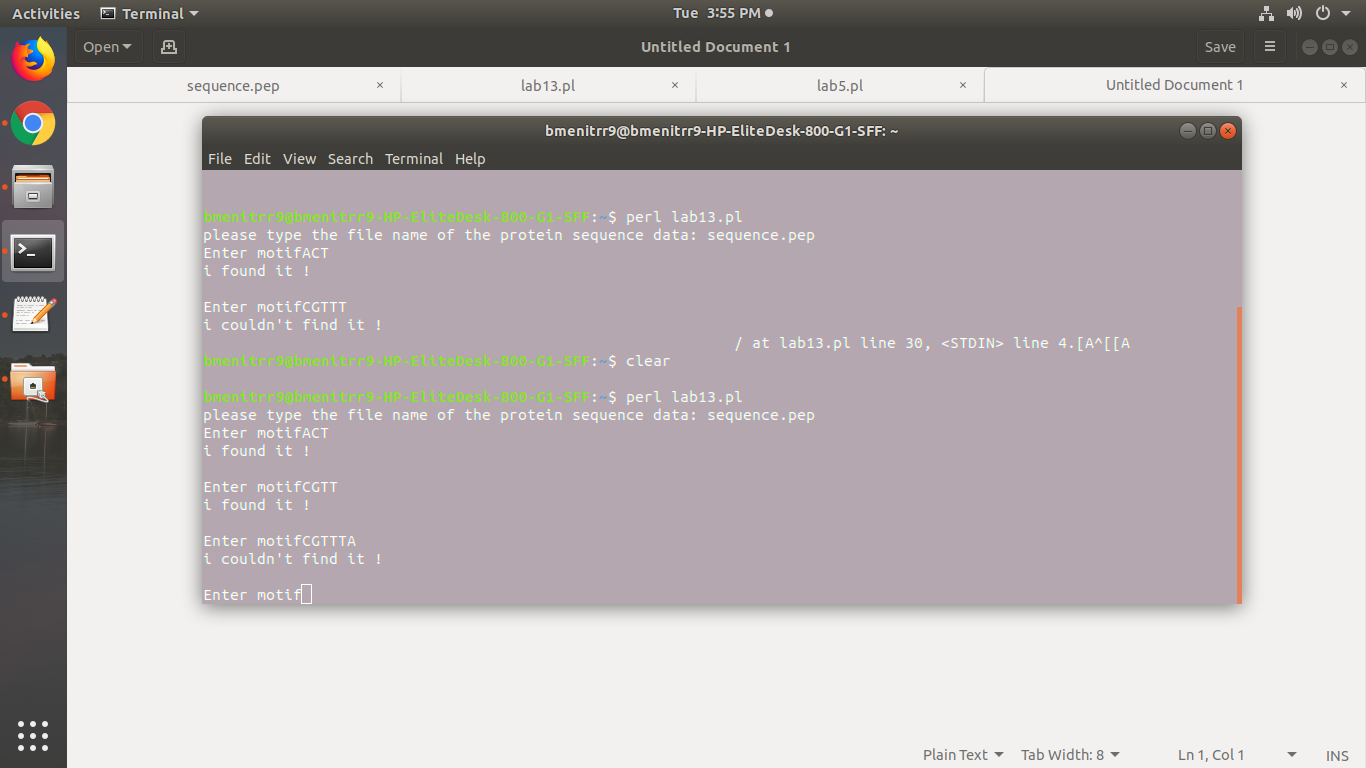 Activities Terminal Tue 3:55 PM
Open Untitled Document 1 Save
sequence.pep × lab13.pl × lab5.pl × Untitled Document 1 ×
bmenitrr9@bmenitrr9-HP-EliteDesk-800-G1-SFF: ~
File Edit View Search Terminal Help
bmenitrr9@bmenitrr9-HP-EliteDesk-800-G1-SFF:~$ perl lab13.pl
please type the file name of the protein sequence data: sequence.pep
Enter motifACT
i found it !
Enter motifCGTTT
i couldn't find it !
/ at lab13.pl line 30, <STDIN> line 4.[A^[[A
bmenitrr9@bmenitrr9-HP-EliteDesk-800-G1-SFF:~$ clear
bmenitrr9@bmenitrr9-HP-EliteDesk-800-G1-SFF:~$ perl lab13.pl
please type the file name of the protein sequence data: sequence.pep
Enter motifACT
i found it !
Enter motifCGTT
i found it !
Enter motifCGTTTA
i couldn't find it !
Enter motif
Plain Text Tab Width: 8 Ln 1, Col 1 INS